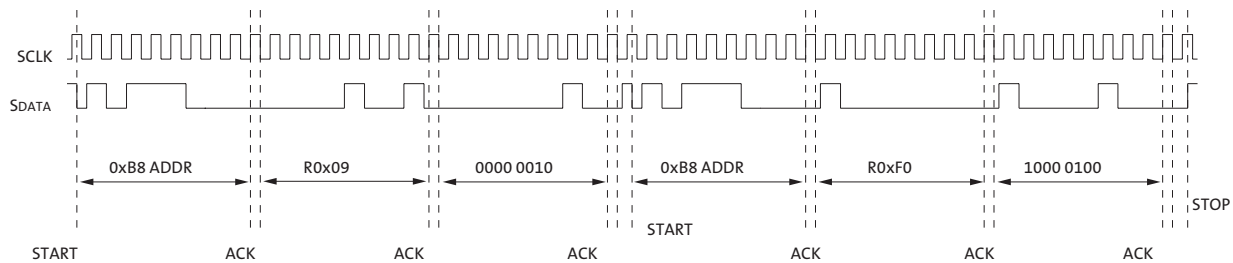 SCLK
SDATA
0xB8 ADDR R0x09 0000 0010 0xB8 ADDR R0xF0 1000 0100
STOP
START
START ACK ACK ACK ACK ACK ACK